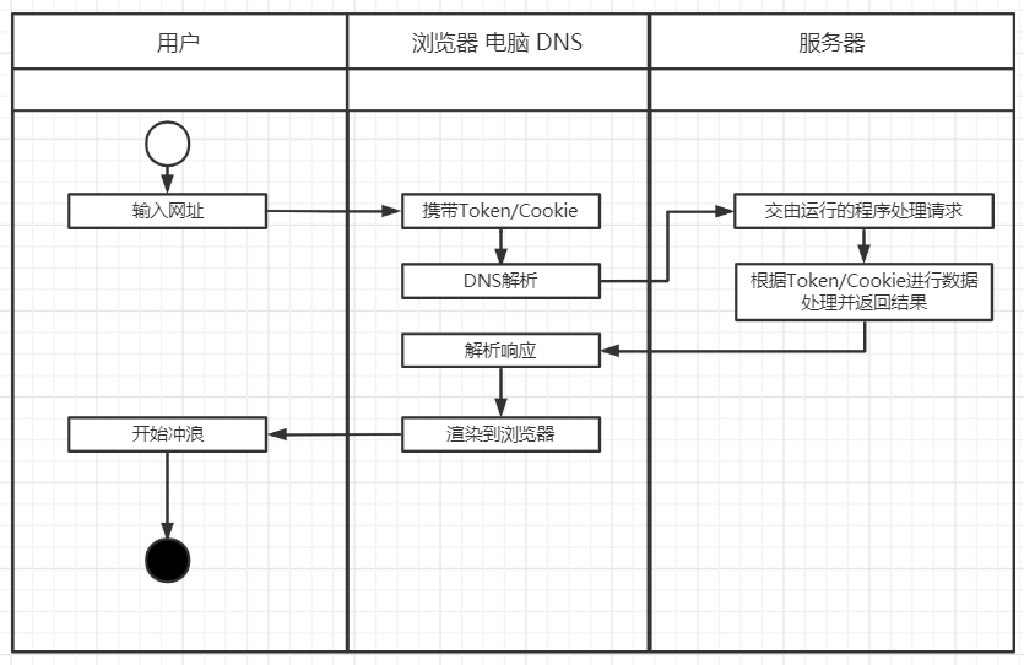 用户
浏览器 电脑 DNS
服务器
输入网址
携带Token/Cookie
交由运行的程序处理请求
DNS解析
根据Token/Cookie进行数据
处理并返回结果
解析响应
开始冲浪
渲染到浏览器